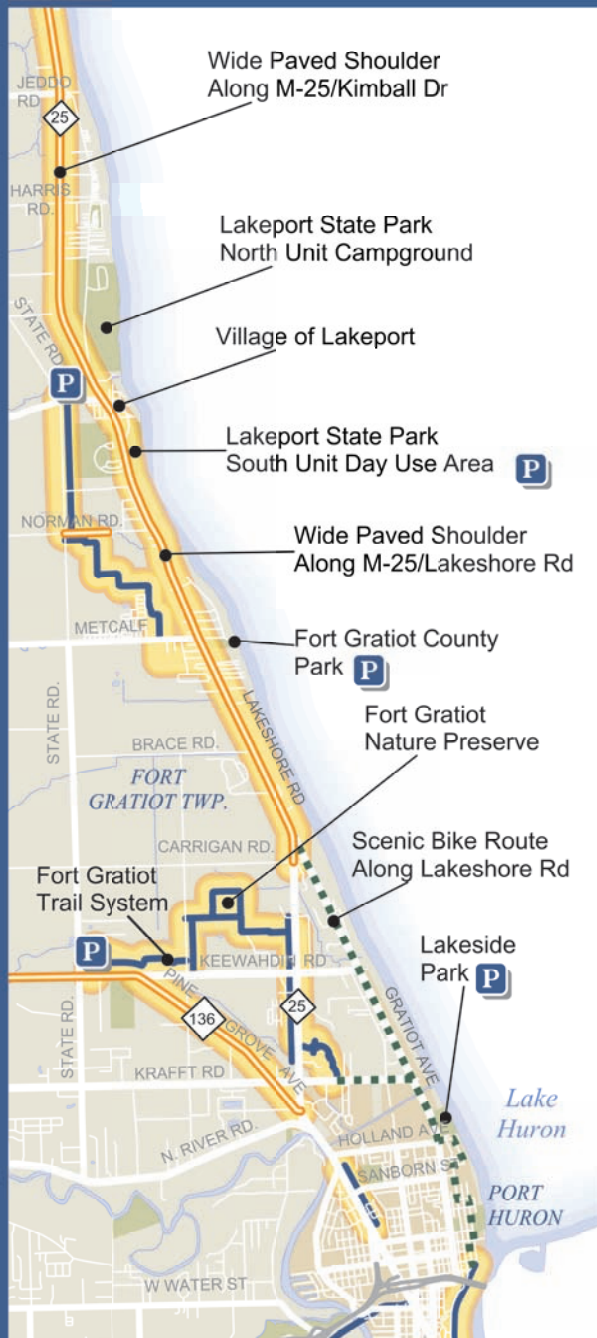 Wide Paved Shoulder
Along M-25/Kimball Dr
JEDDO
RD
25
HARRIS
RD.
Lakeport State Park
North Unit Campground
STATE RD.
Village of Lakeport
P
Lakeport State Park
South Unit Day Use Area P
NORMAN RD.
Wide Paved Shoulder
Along M-25/Lakeshore Rd
METCALF
Fort Gratiot County
Park P
STATE RD.
LAKESHORE RD
Fort Gratiot
Nature Preserve
BRACE RD.
FORT
GRATIOT TWP.
CARRIGAN RD.
Scenic Bike Route
Along Lakeshore Rd
Fort Gratiot
Trail System
Lakeside
Park P
P
KEEWAHDIN RD
PINE GROVE AVE
25
136
STATE RD.
GRATIOT AVE
KRAFFT RD
Lake
Huron
N. RIVER RD.
HOLLAND AVE
SANBORN ST
PORT
HURON
W WATER ST